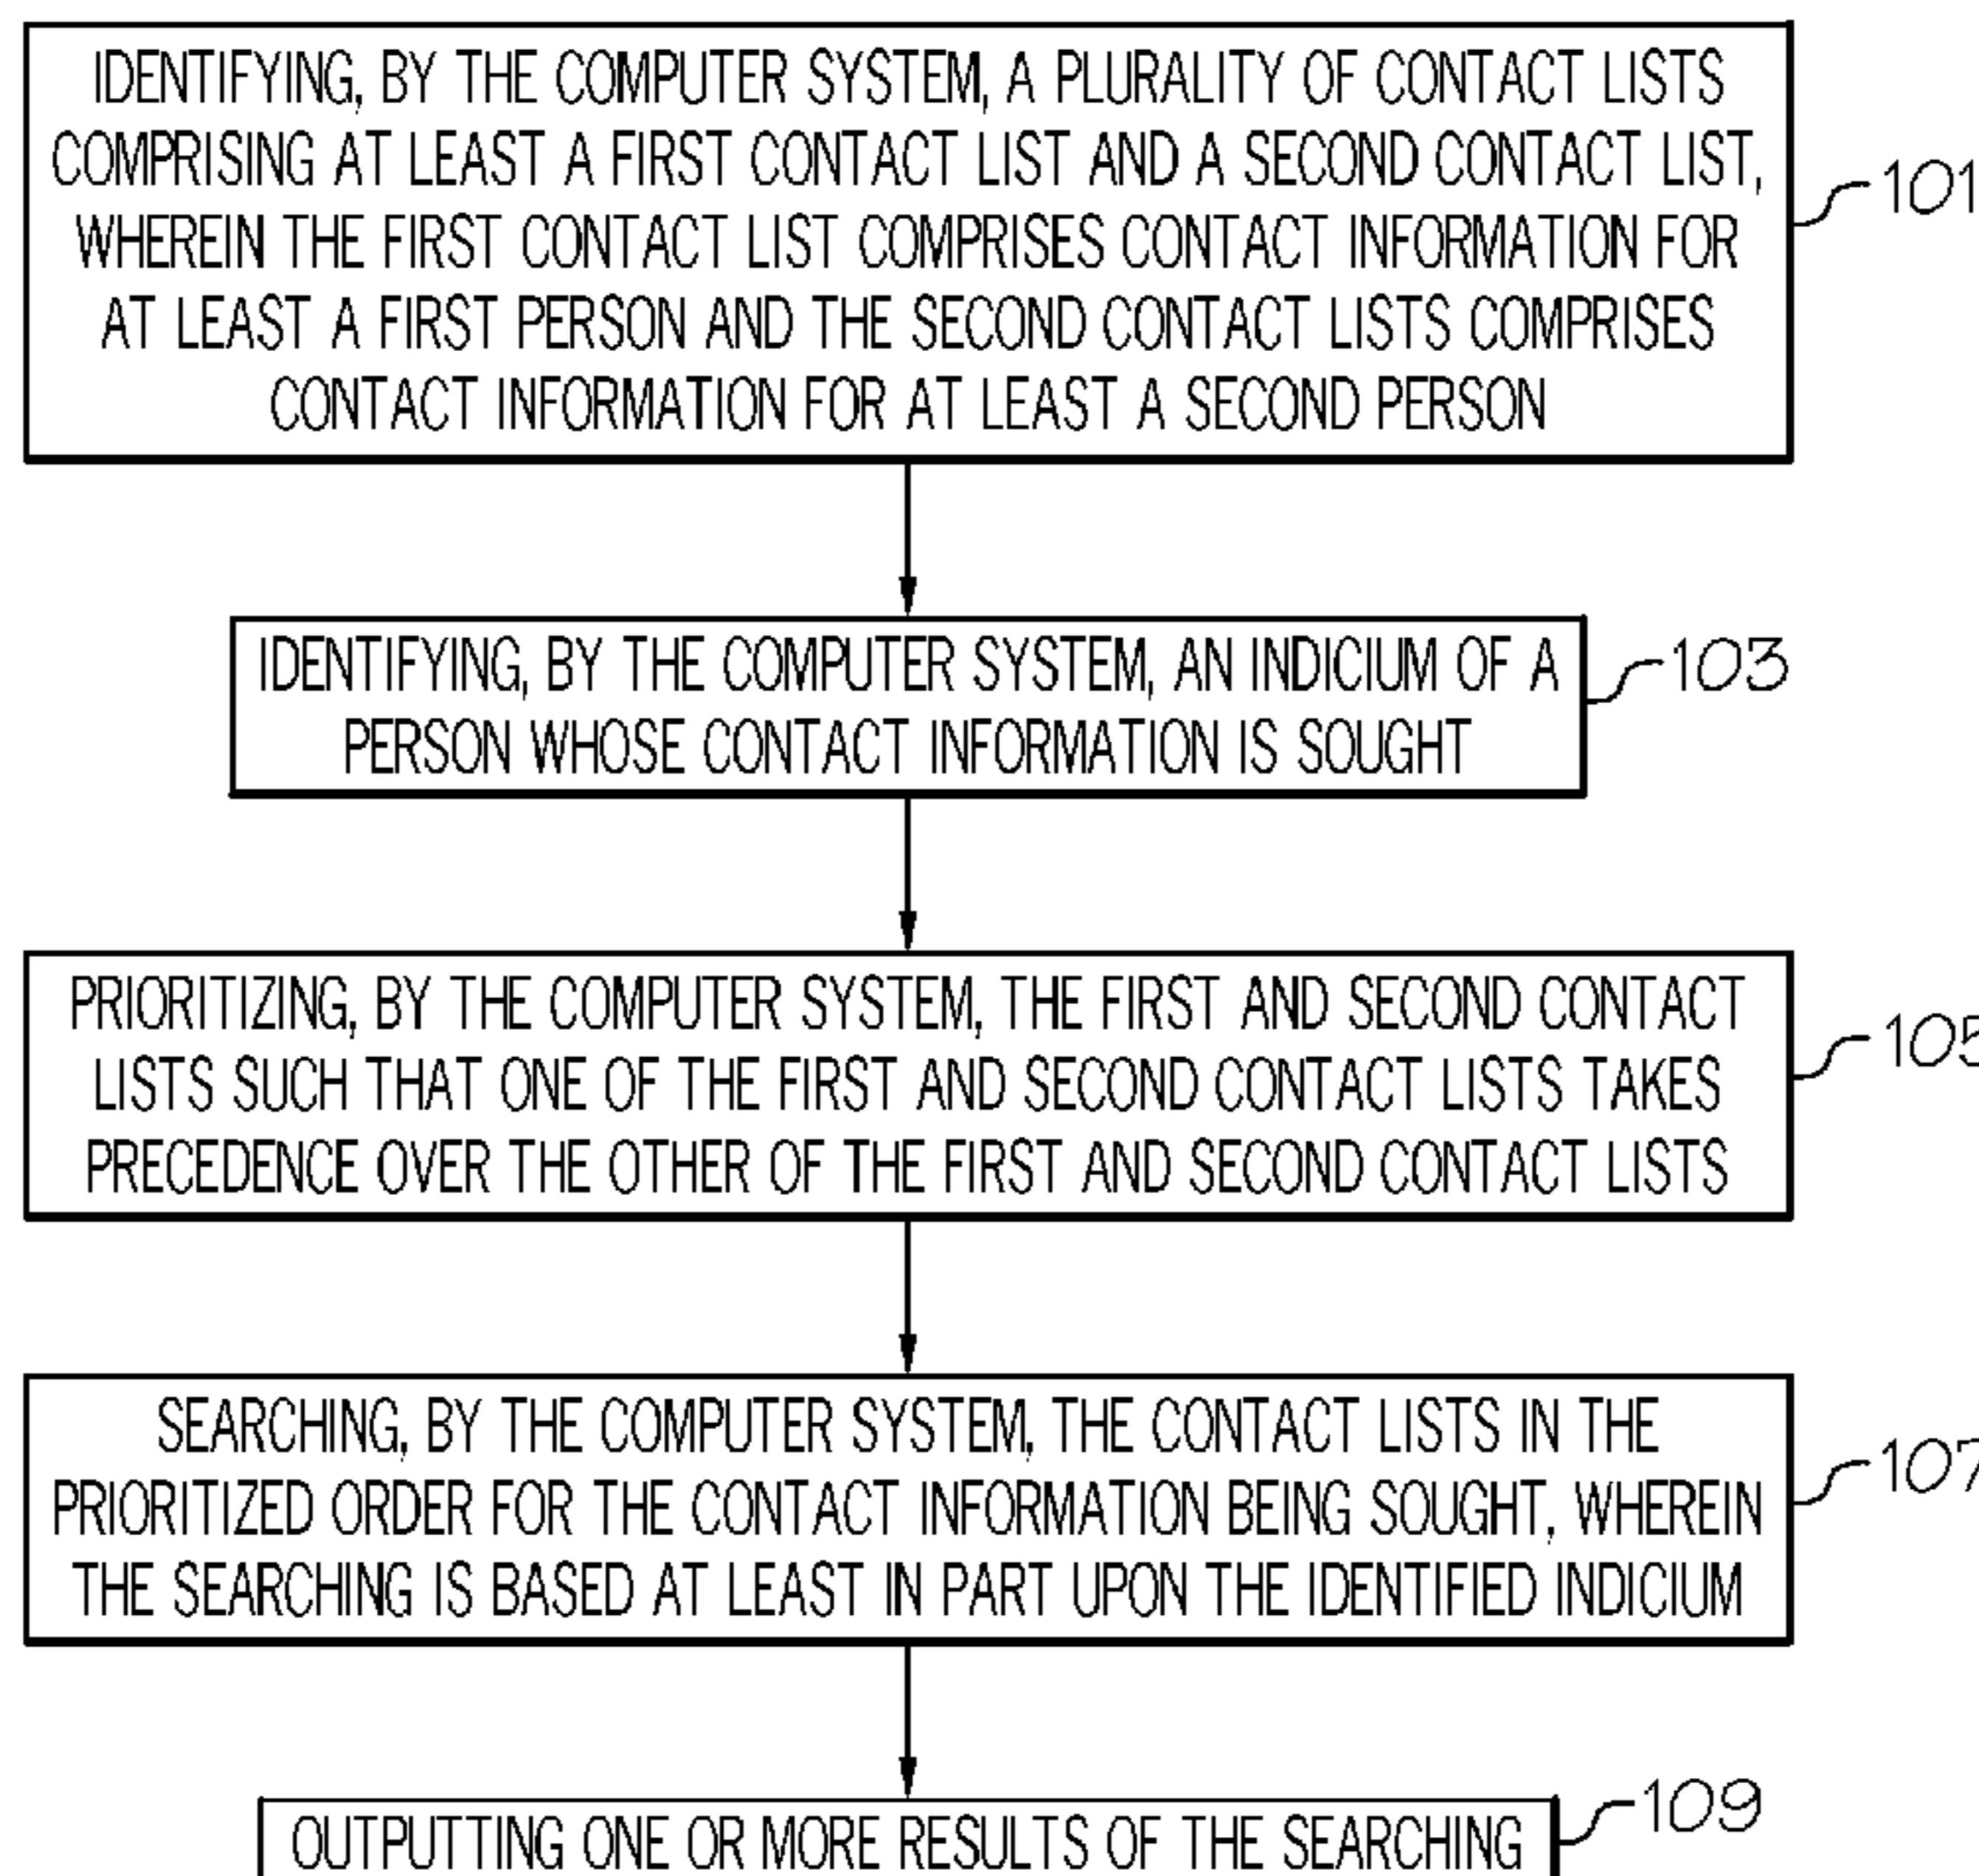 IDENTIFYING, BY THE COMPUTER SYSTEM, A PLURALITY OF CONTACT LISTS
COMPRISING AT LEAST A FIRST CONTACT LIST AND A SECOND CONTACT LIST,
WHEREIN THE FIRST CONTACT LIST COMPRISES CONTACT INFORMATION FOR
AT LEAST A FIRST PERSON AND THE SECOND CONTACT LISTS COMPRISES
CONTACT INFORMATION FOR AT LEAST A SECOND PERSON
101
IDENTIFYING, BY THE COMPUTER SYSTEM, AN INDICIUM OF A
PERSON WHOSE CONTACT INFORMATION IS SOUGHT
103
PRIORITIZING, BY THE COMPUTER SYSTEM, THE FIRST AND SECOND CONTACT
LISTS SUCH THAT ONE OF THE FIRST AND SECOND CONTACT LISTS TAKES
PRECEDENCE OVER THE OTHER OF THE FIRST AND SECOND CONTACT LISTS
105
SEARCHING, BY THE COMPUTER SYSTEM, THE CONTACT LISTS IN THE
PRIORITIZED ORDER FOR THE CONTACT INFORMATION BEING SOUGHT, WHEREIN
THE SEARCHING IS BASED AT LEAST IN PART UPON THE IDENTIFIED INDICIUM
107
OUTPUTTING ONE OR MORE RESULTS OF THE SEARCHING
109